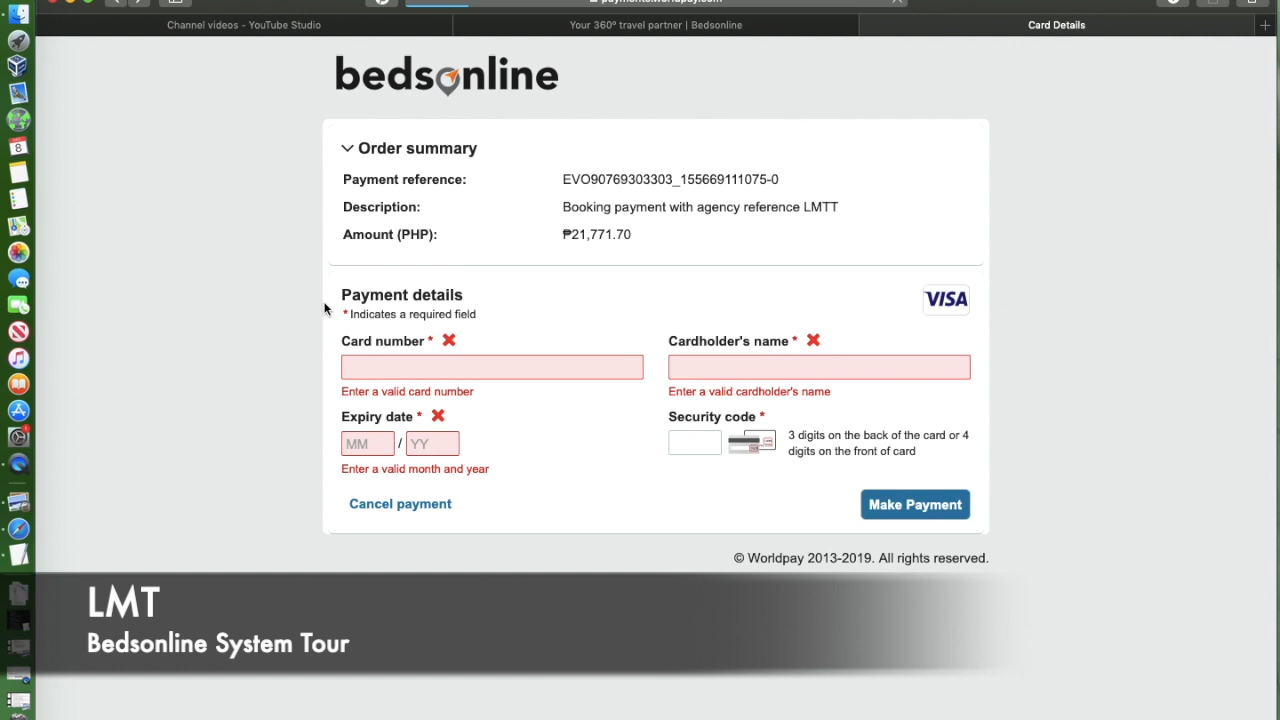 payments.worldpay.com
Channel videos - YouTube Studio
Your 360º travel partner | Bedsonline
Card Details
bedsonline
Order summary
Payment reference: EVO90769303303_155669111075-0
Description: Booking payment with agency reference LMTT
Amount (PHP): ₱21,771.70
Payment details
VISA
* Indicates a required field
Card number *
Cardholder's name *
Enter a valid card number
Enter a valid cardholder's name
Expiry date *
Security code *
MM / YY
3 digits on the back of the card or 4
digits on the front of card
Enter a valid month and year
Cancel payment
Make Payment
© Worldpay 2013-2019. All rights reserved.
LMT
Bedsonline System Tour
8